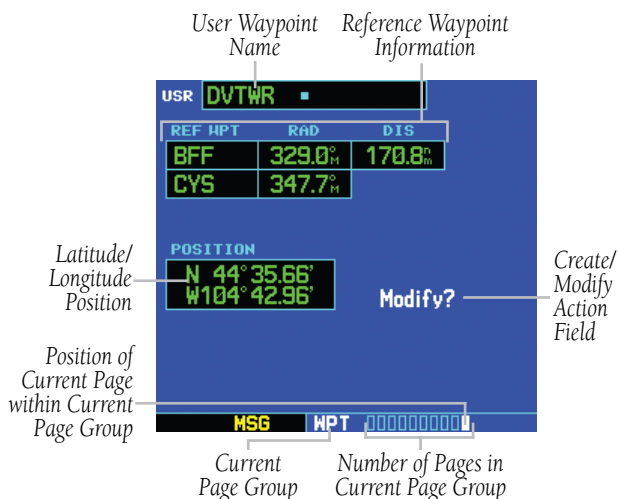 User Waypoint
Name
Reference Waypoint
Information
USR DVTWR
REF WPT RAD DIS
BFF 329.0°M 170.8nm
CYS 347.7°M
Latitude/
Longitude
Position
POSITION
N 44°35.66'
W104°42.96'
Modify?
Create/
Modify
Action
Field
Position of
Current Page
within Current
Page Group
MSG WPT
Current
Page Group
Number of Pages in
Current Page Group